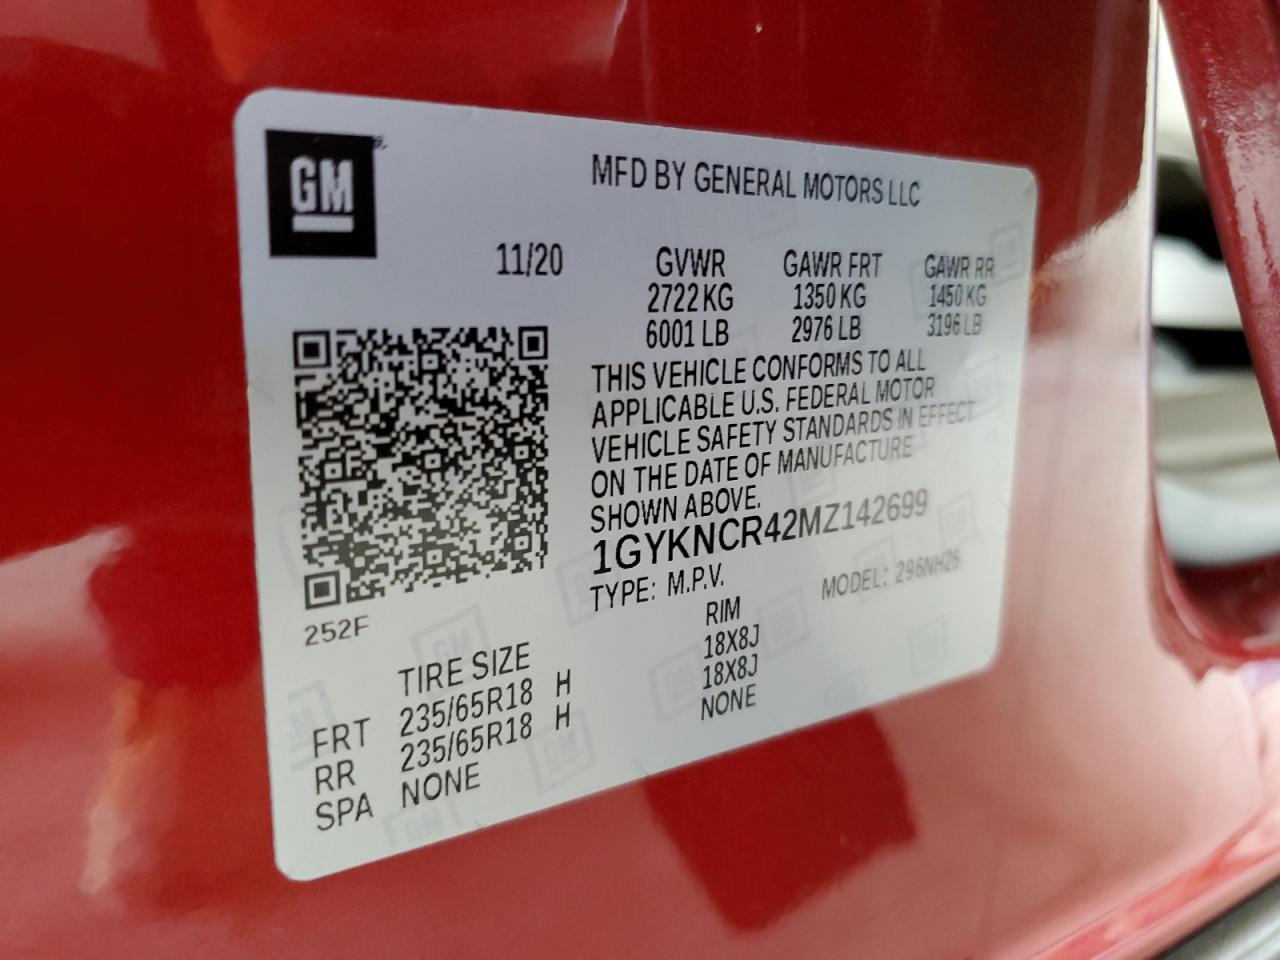 GM
MFD BY GENERAL MOTORS LLC
11/20 GVWR GAWR FRT GAWR RR
2722 KG 1350 KG 1450 KG
6001 LB 2976 LB 3196 LB
THIS VEHICLE CONFORMS TO ALL
APPLICABLE U.S. FEDERAL MOTOR
VEHICLE SAFETY STANDARDS IN EFFECT
ON THE DATE OF MANUFACTURE
SHOWN ABOVE.
1GYKNCR42MZ142699
TYPE: M.P.V. MODEL: 296NH26
252F
TIRE SIZE RIM
FRT 235/65R18 H 18X8J
RR 235/65R18 H 18X8J
SPA NONE NONE